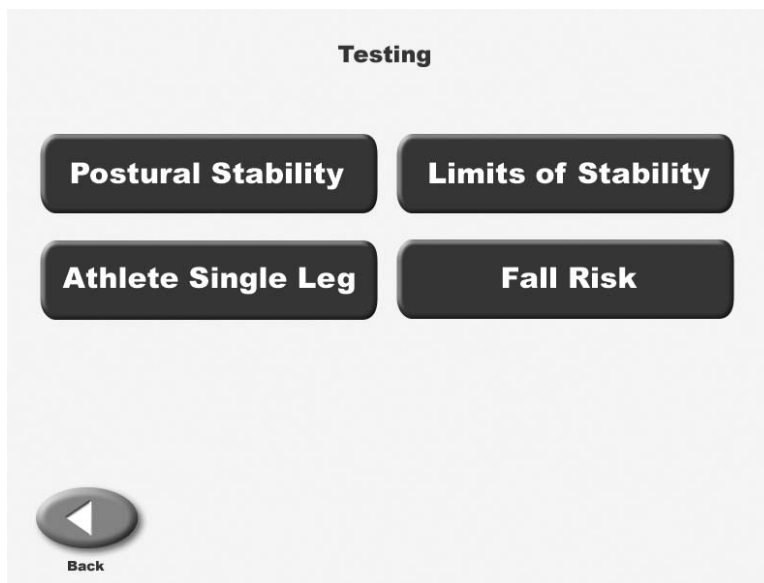 Testing
Postural Stability
Limits of Stability
Athlete Single Leg
Fall Risk
Back